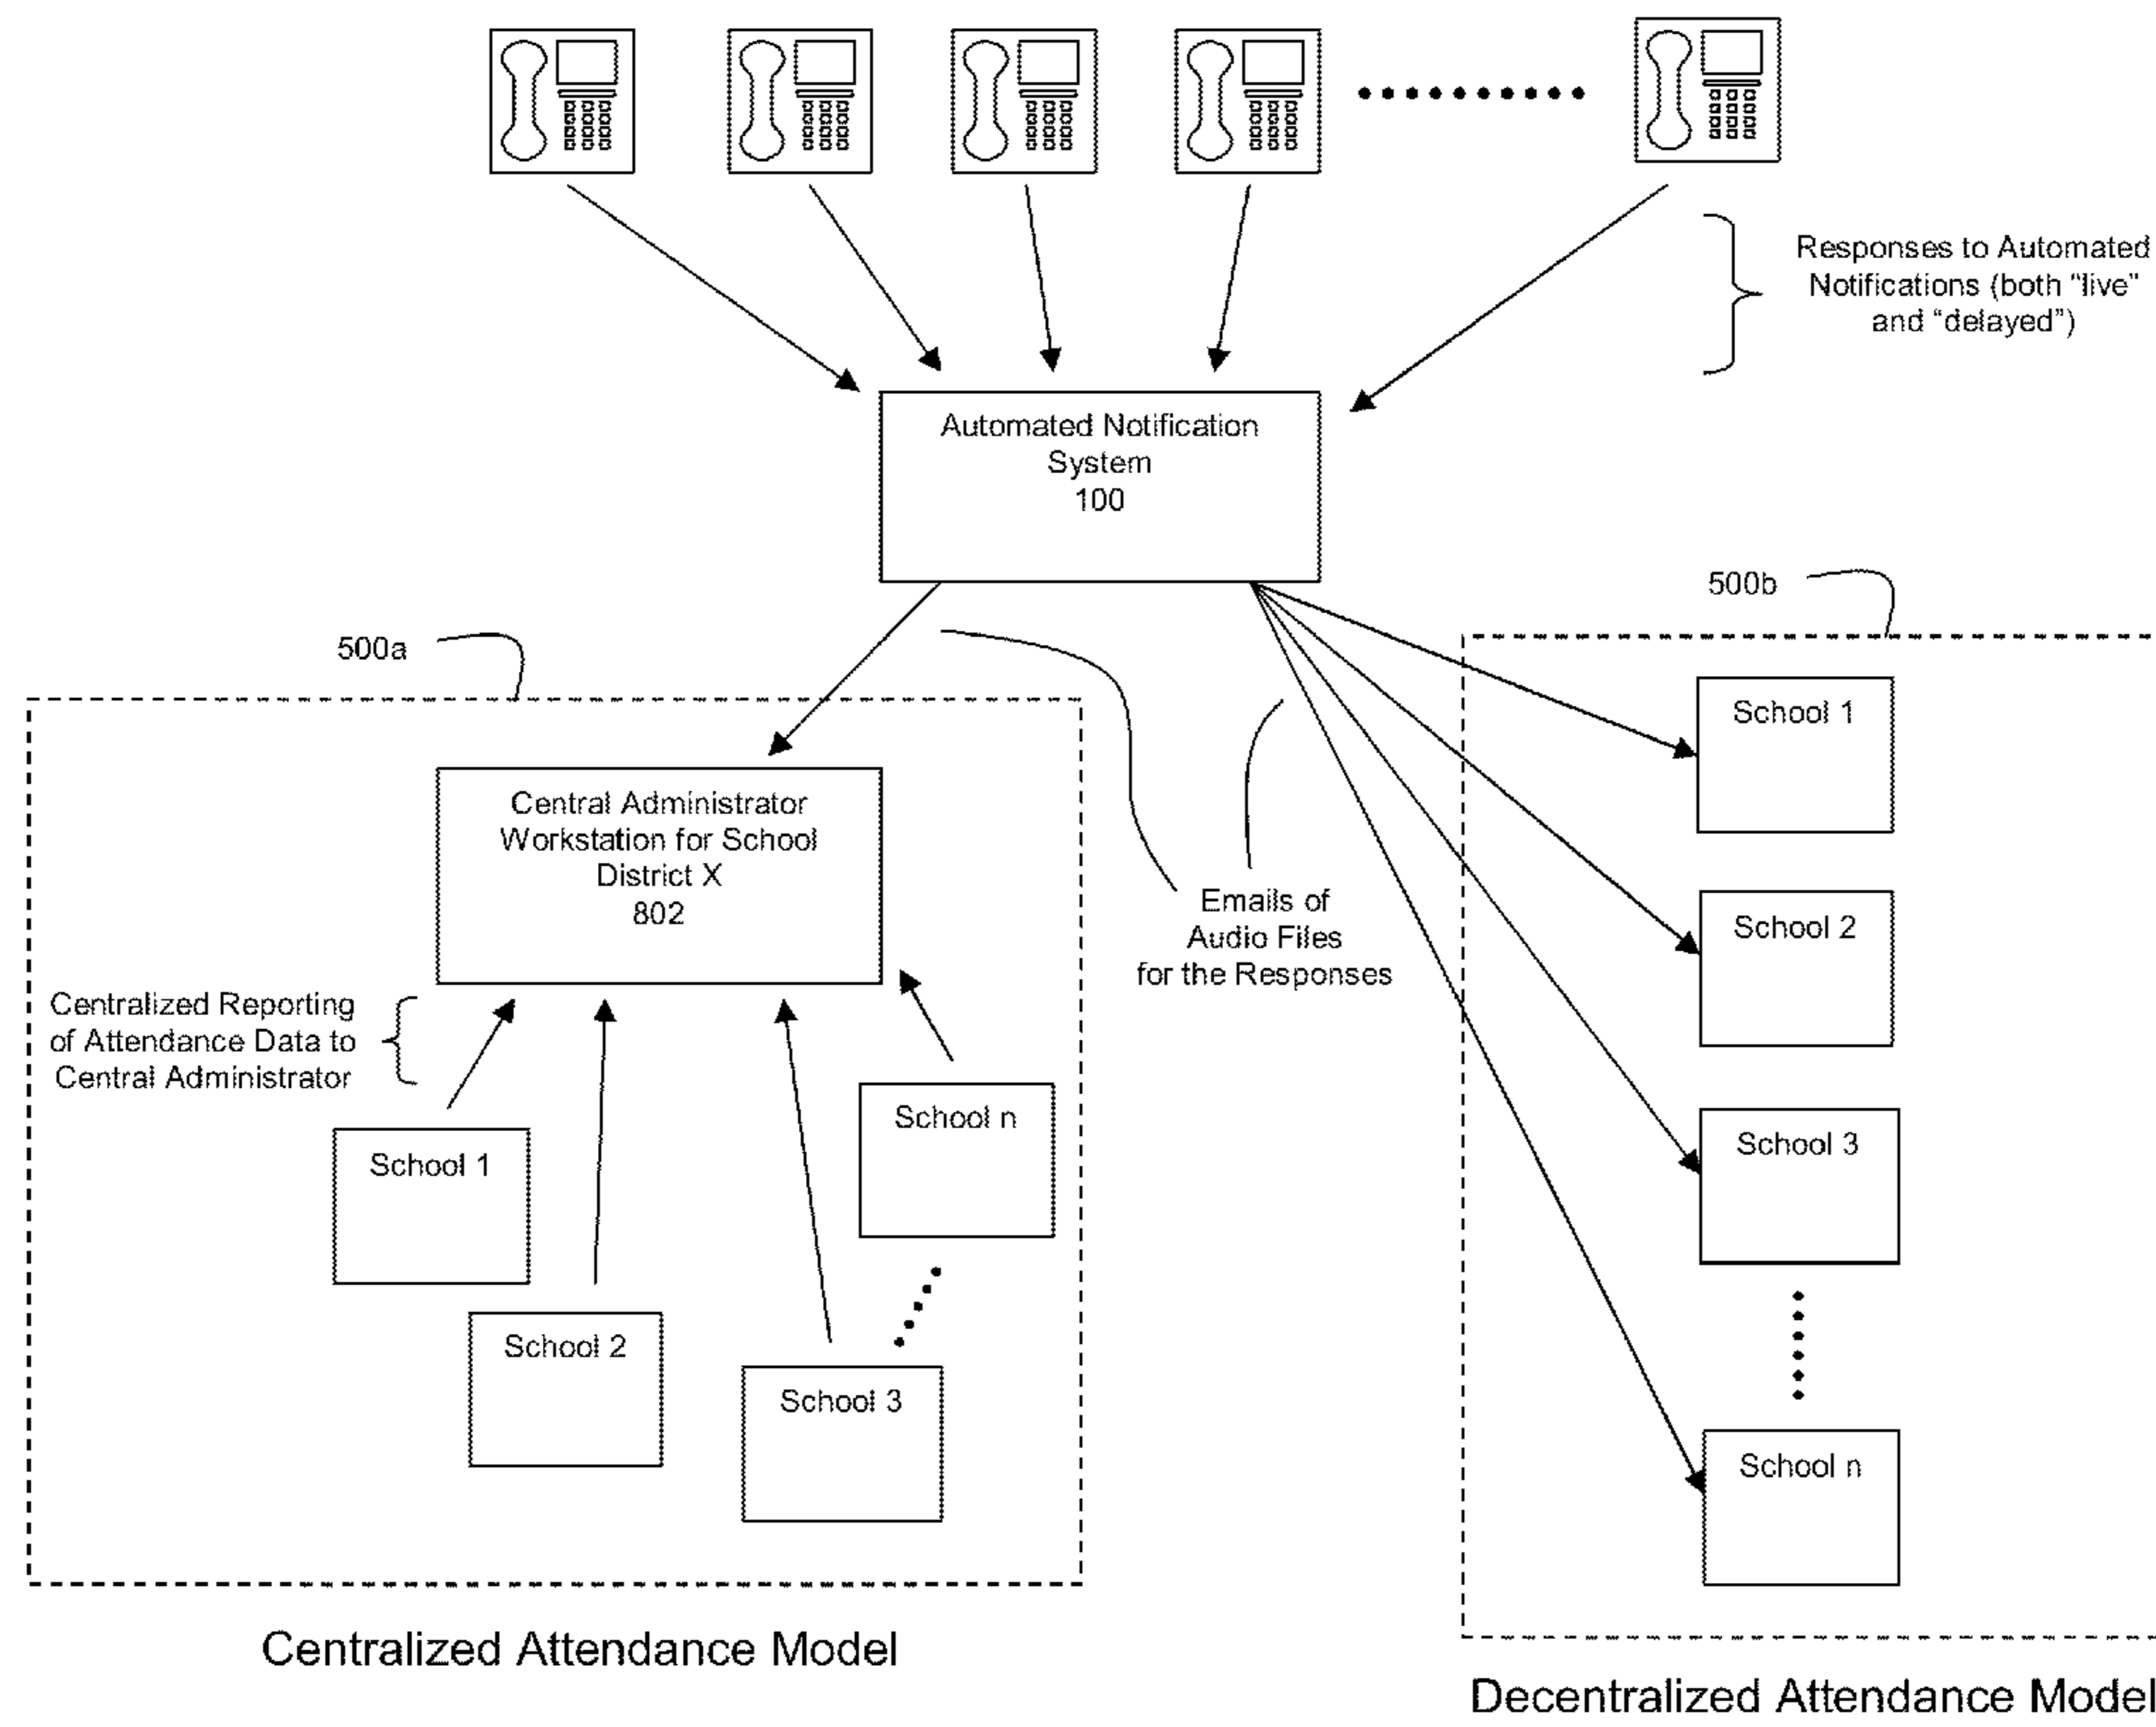 Responses to Automated
Notifications (both "live"
and “delayed”)
Automated Notification
System
100
500b
500a
School 1
Central Administrator
Workstation for School
District X
802
Emails of
Audio Files
for the Responses
School 2
Centralized Reporting
of Attendance Data to
Central Administrator
School n
School 3
School 1
School 2
School 3
School n
Centralized Attendance Model
Decentralized Attendance Model